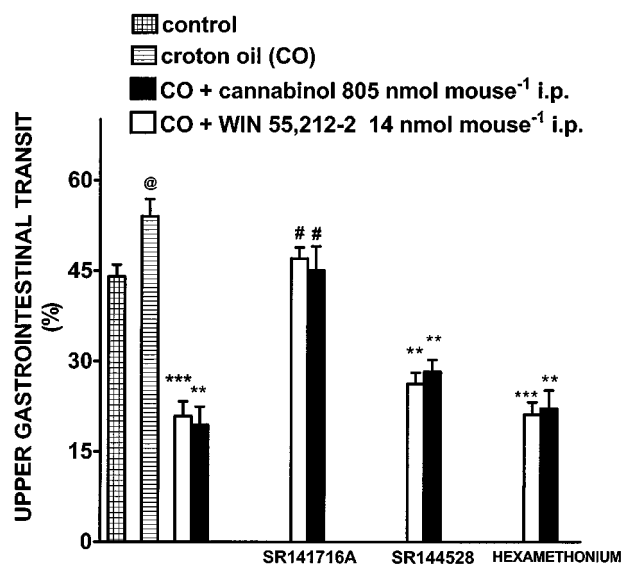 control
croton oil (CO)
CO + cannabinol 805 nmol mouse-1 i.p.
CO + WIN 55,212-2 14 nmol mouse-1 i.p.
UPPER GASTROINTESTINAL TRANSIT
(%)
60
45
30
15
0
@
***
**
#
#
**
**
***
**
SR141716A
SR144528
HEXAMETHONIUM